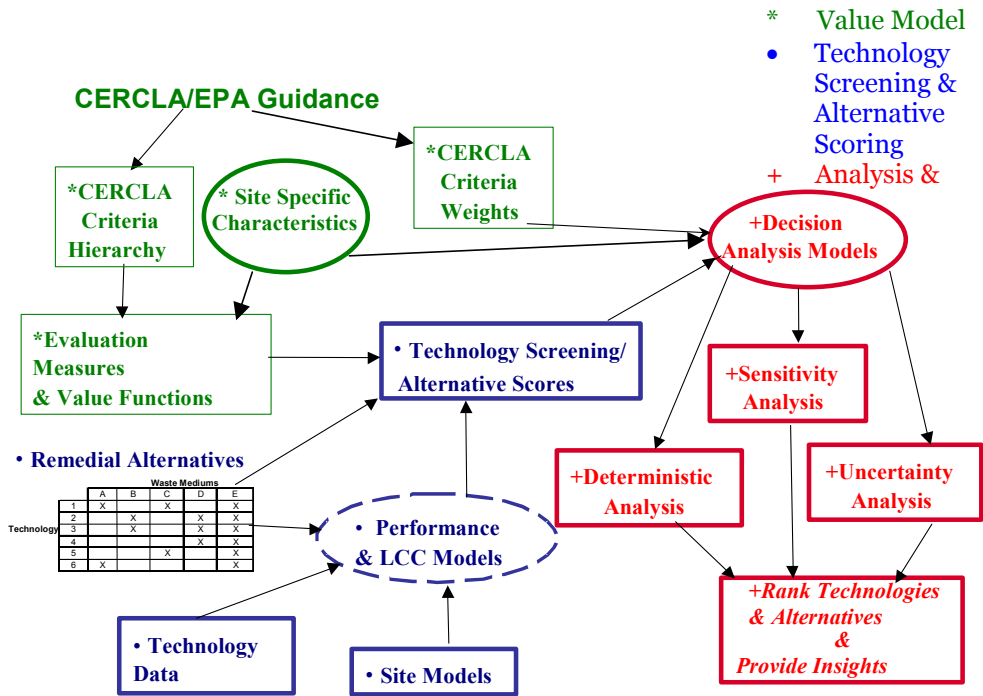 * Value Model
• Technology
Screening &
Alternative
Scoring
+ Analysis &
CERCLA/EPA Guidance
*CERCLA
Criteria
Hierarchy
* Site Specific
Characteristics
*CERCLA
Criteria
Weights
+Decision
Analysis Models
*Evaluation
Measures
& Value Functions
• Technology Screening/
Alternative Scores
+Sensitivity
Analysis
+Deterministic
Analysis
+Uncertainty
Analysis
• Remedial Alternatives
Waste Mediums
A B C D E
1 X X X
2 X X X
Technology 3 X X X
4 X X
5 X X
6 X X
• Performance
& LCC Models
+Rank Technologies
& Alternatives
&
Provide Insights
• Technology
Data
• Site Models